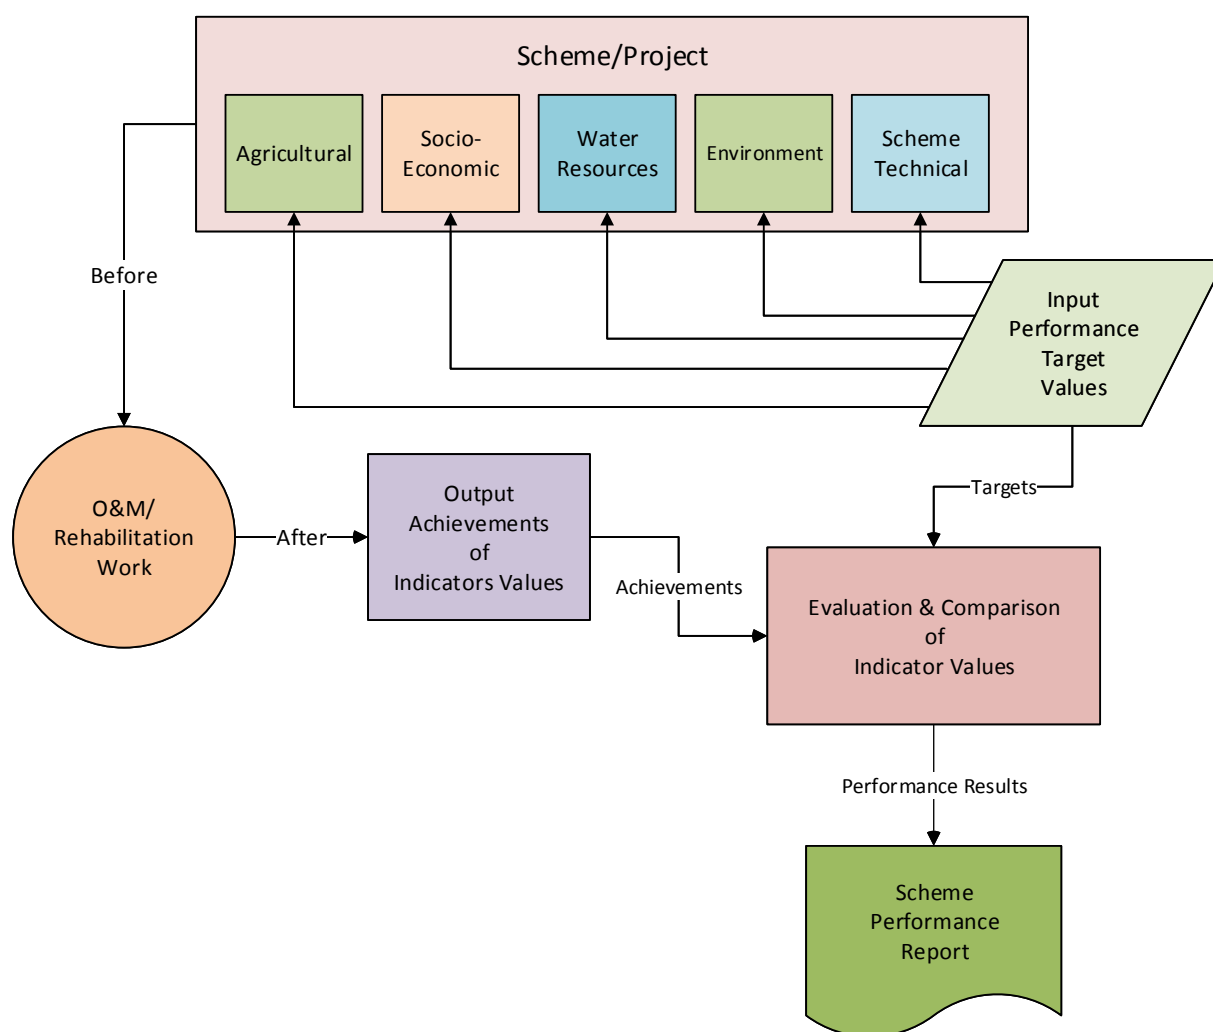 Scheme/Project
Agricultural
Socio-
Economic
Water
Resources
Environment
Scheme
Technical
Before
Input
Performance
Target
Values
Targets
O&M/
Rehabilitation
Work
After
Output
Achievements
of
Indicators Values
Achievements
Evaluation & Comparison
of
Indicator Values
Performance Results
Scheme
Performance
Report